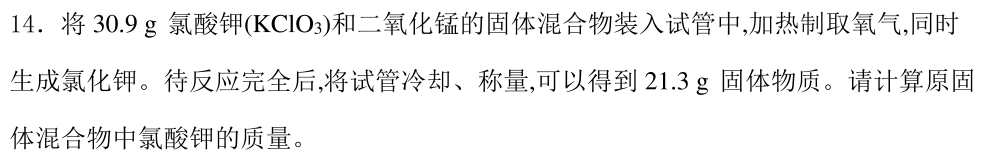 14．将 30.9 g 氯酸钾(KClO₃)和二氧化锰的固体混合物装入试管中,加热制取氧气,同时
生成氯化钾。待反应完全后,将试管冷却、称量,可以得到 21.3 g 固体物质。请计算原固
体混合物中氯酸钾的质量。